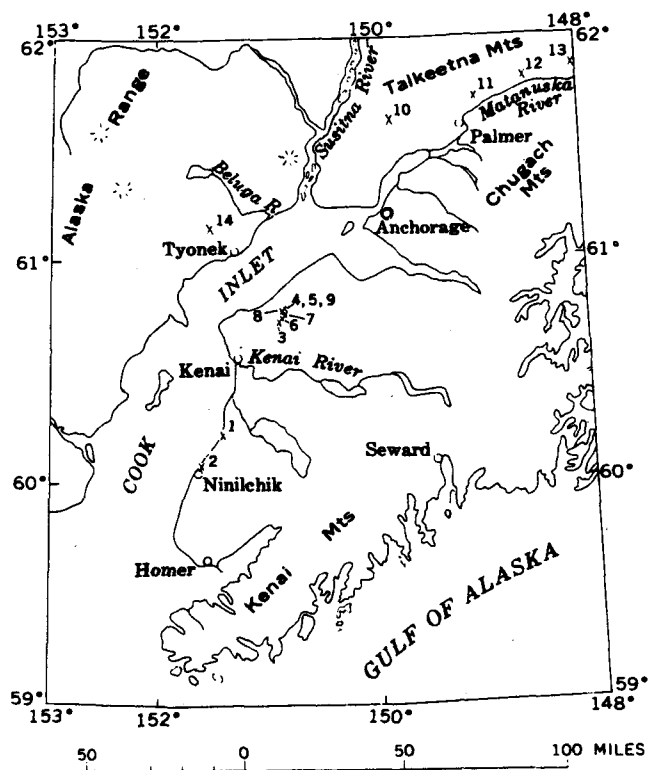 153° 152° 150° 148°
62° 62°
Alaska Range
Susitna River
Talkeetna Mts
10
11
12
13
Matanuska River
Palmer
Chugach Mts
Beluga R.
14
Tyonek
Anchorage
61° 61°
COOK INLET
4, 5, 9
8
7
6
3
Kenai
Kenai River
1
2
60° 60°
Ninilchik
Seward
Homer
Kenai Mts
GULF OF ALASKA
59° 59°
153° 152° 150° 148°
50 0 50 100 MILES